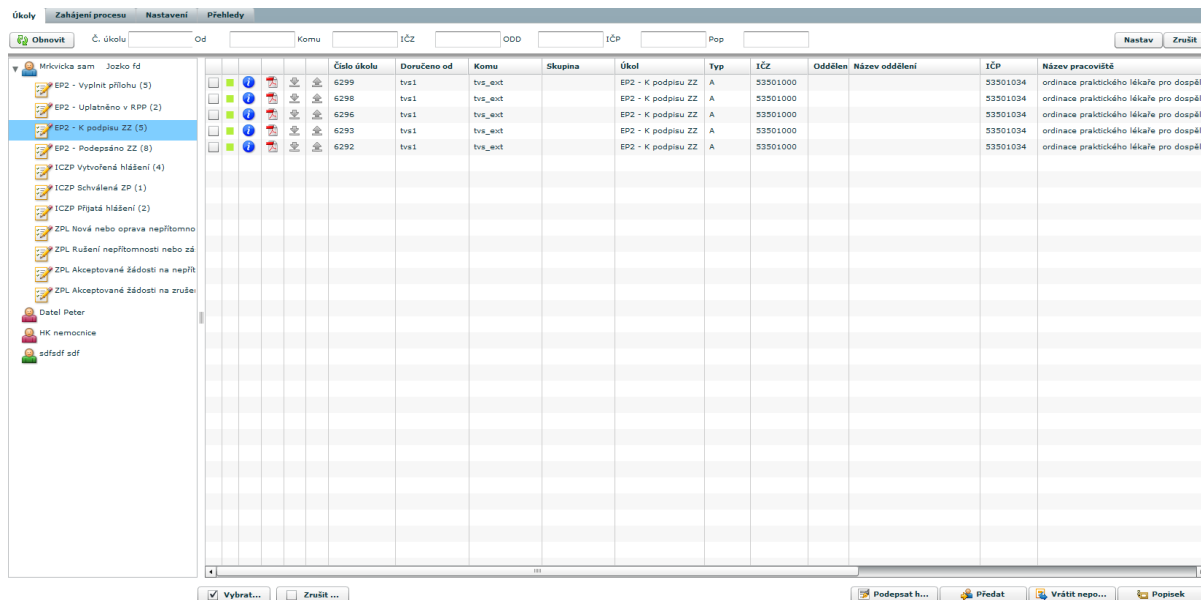 Úkoly Zahájení procesu Nastavení Přehledy
Obnovit Č. úkolu Od Komu IČZ ODD IČP Pop Nastav Zrušit
Mrkvicka sam Jozko fd
EP2 - Vyplnit přílohu (5)
EP2 - Uplatněno v RPP (2)
EP2 - K podpisu ZZ (5)
EP2 - Podepsáno ZZ (8)
ICZP Vytvořená hlášení (4)
ICZP Schválená ZP (1)
ICZP Přijatá hlášení (2)
ZPL Nová nebo oprava nepřítomno
ZPL Rušení nepřítomnosti nebo zá
ZPL Akceptované žádosti na nepřít
ZPL Akceptované žádosti na zruše
Datel Peter
HK nemocnice
sdfsdf sdf
Číslo úkolu Doručeno od Komu Skupina Úkol Typ IČZ Oddělen Název oddělení IČP Název pracoviště
6299 tvs1 tvs_ext EP2 - K podpisu ZZ A 53501000 53501034 ordinace praktického lékaře pro dospěl
6298 tvs1 tvs_ext EP2 - K podpisu ZZ A 53501000 53501034 ordinace praktického lékaře pro dospěl
6296 tvs1 tvs_ext EP2 - K podpisu ZZ A 53501000 53501034 ordinace praktického lékaře pro dospěl
6293 tvs1 tvs_ext EP2 - K podpisu ZZ A 53501000 53501034 ordinace praktického lékaře pro dospěl
6292 tvs1 tvs_ext EP2 - K podpisu ZZ A 53501000 53501034 ordinace praktického lékaře pro dospěl
Vybrat... Zrušit ... Podepsat h... Předat Vrátit nepo... Popisek